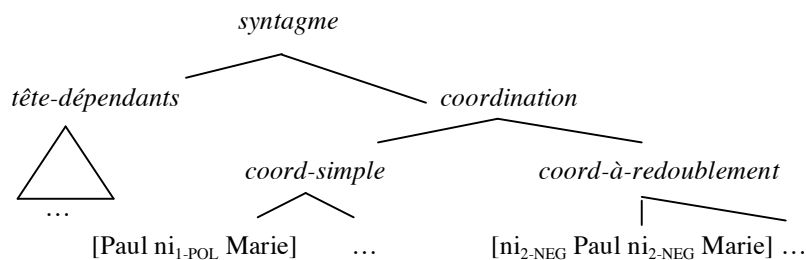 syntagme
tête-dépendants coordination
coord-simple coord-à-redoublement
…
[Paul ni1-POL Marie] … [ni2-NEG Paul ni2-NEG Marie] …